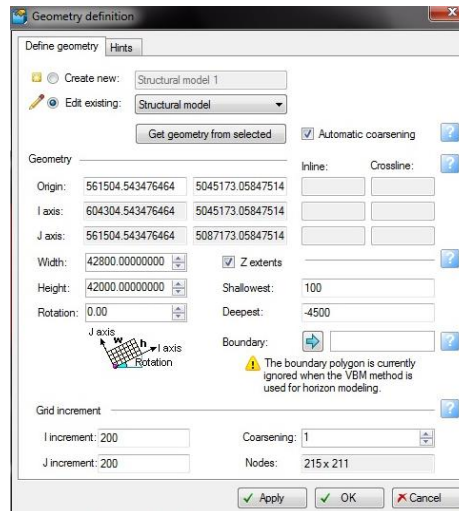 Geometry definition
Define geometry Hints
Create new: Structural model 1
Edit existing: Structural model
Get geometry from selected Automatic coarsening ?
Geometry Inline: Crossline: ?
Origin: 561504.543476464 5045173.05847514
I axis: 604304.543476464 5045173.05847514
J axis: 561504.543476464 5087173.05847514
Width: 42800.00000000 Z extents ?
Height: 42000.00000000 Shallowest: 100
Rotation: 0.00 Deepest: -4500
J axis
w h I axis
Rotation
Boundary: ?
The boundary polygon is currently
ignored when the VBM method is
used for horizon modeling.
Grid increment ?
I increment: 200 Coarsening: 1
J increment: 200 Nodes: 215 x 211
Apply OK Cancel